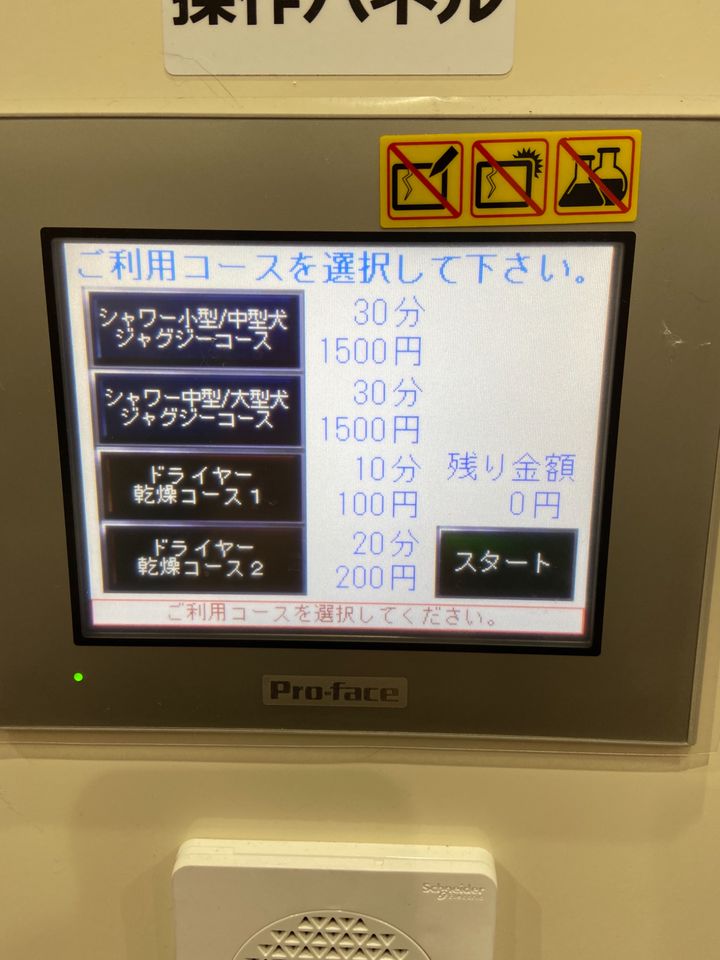 操作パネル
ご利用コースを選択して下さい。
シャワー小型/中型犬
ジャグジーコース
30分
1500円
シャワー中型/大型犬
ジャグジーコース
30分
1500円
ドライヤー
乾燥コース1
10分
100円
残り金額
0円
ドライヤー
乾燥コース2
20分
200円
スタート
ご利用コースを選択してください。
Pro-face
Schneider
Electric